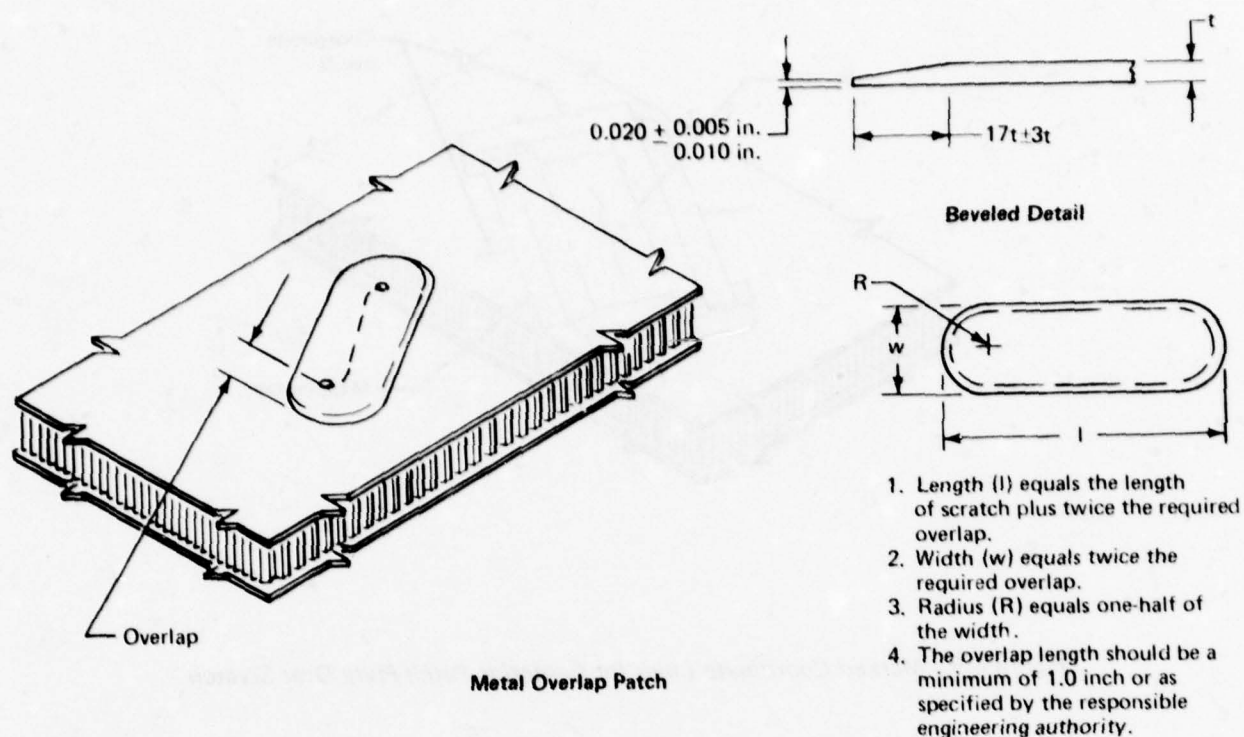 t
0.020 ± 0.005 in.
0.010 in.
17t±3t
Beveled Detail
R
w
l
Overlap
Metal Overlap Patch
1. Length (l) equals the length
of scratch plus twice the required
overlap.
2. Width (w) equals twice the
required overlap.
3. Radius (R) equals one-half of
the width.
4. The overlap length should be a
minimum of 1.0 inch or as
specified by the responsible
engineering authority.